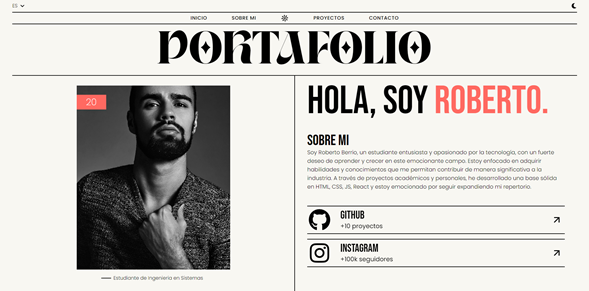 ES
INICIO SOBRE MI PROYECTOS CONTACTO
PORTAFOLIO
20
Estudiante de Ingeniería en Sistemas
HOLA, SOY ROBERTO.
SOBRE MI
Soy Roberto Berrio, un estudiante entusiasta y apasionado por la tecnología, con un fuerte
deseo de aprender y crecer en este emocionante campo. Estoy enfocado en adquirir
habilidades y conocimientos que me permitan contribuir de manera significativa a la
industria. A través de proyectos académicos y personales, he desarrollado una base sólida
en HTML, CSS, JS, React y estoy emocionado por seguir expandiendo mi repertorio.
GITHUB
+10 proyectos
INSTAGRAM
+100k seguidores